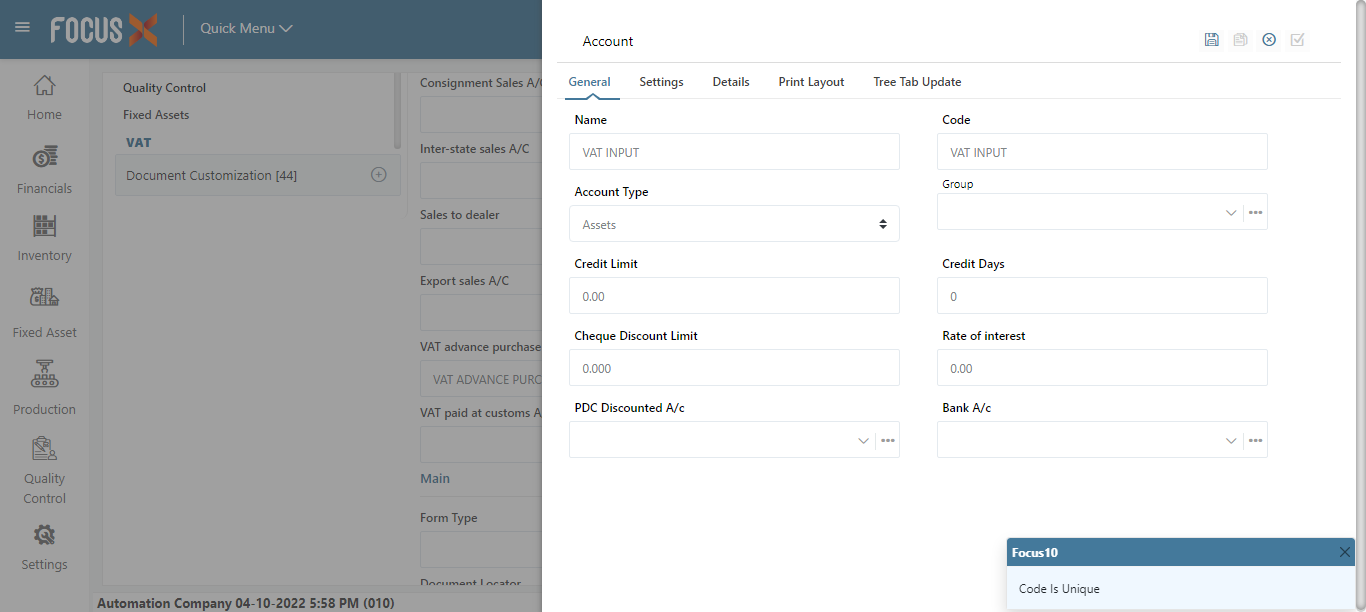 FOCUS X
Quick Menu
Home
Financials
Inventory
Fixed Asset
Production
Quality
Control
Settings
Quality Control
Fixed Assets
VAT
Document Customization [44]
Consignment Sales A/C
Inter-state sales A/C
Sales to dealer
Export sales A/C
VAT advance purchase
VAT ADVANCE PURC
VAT paid at customs A
Main
Form Type
Document Locator
Automation Company 04-10-2022 5:58 PM (010)
Account
General Settings Details Print Layout Tree Tab Update
Name
VAT INPUT
Code
VAT INPUT
Account Type
Assets
Group
Credit Limit
0.00
Credit Days
0
Cheque Discount Limit
0.000
Rate of interest
0.00
PDC Discounted A/c
Bank A/c
Focus10
Code Is Unique